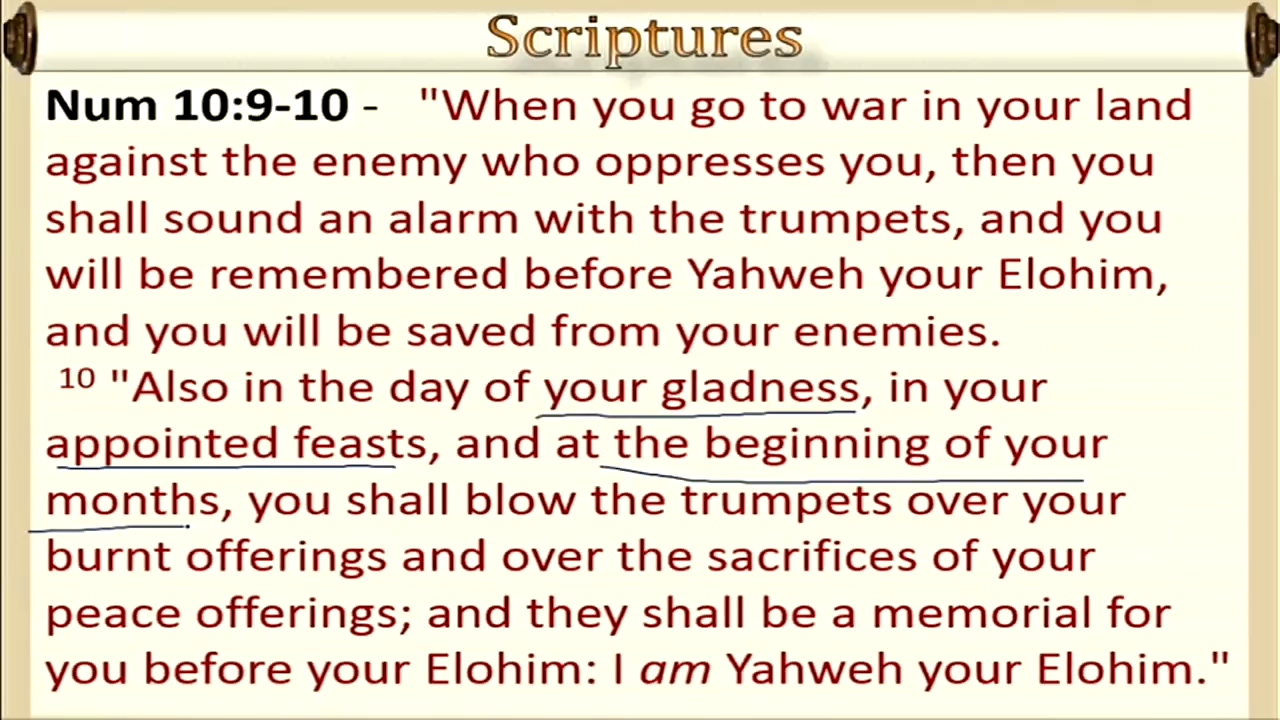 Scriptures
Num 10:9-10 - "When you go to war in your land
against the enemy who oppresses you, then you
shall sound an alarm with the trumpets, and you
will be remembered before Yahweh your Elohim,
and you will be saved from your enemies.
10 "Also in the day of your gladness, in your
appointed feasts, and at the beginning of your
months, you shall blow the trumpets over your
burnt offerings and over the sacrifices of your
peace offerings; and they shall be a memorial for
you before your Elohim: I am Yahweh your Elohim."